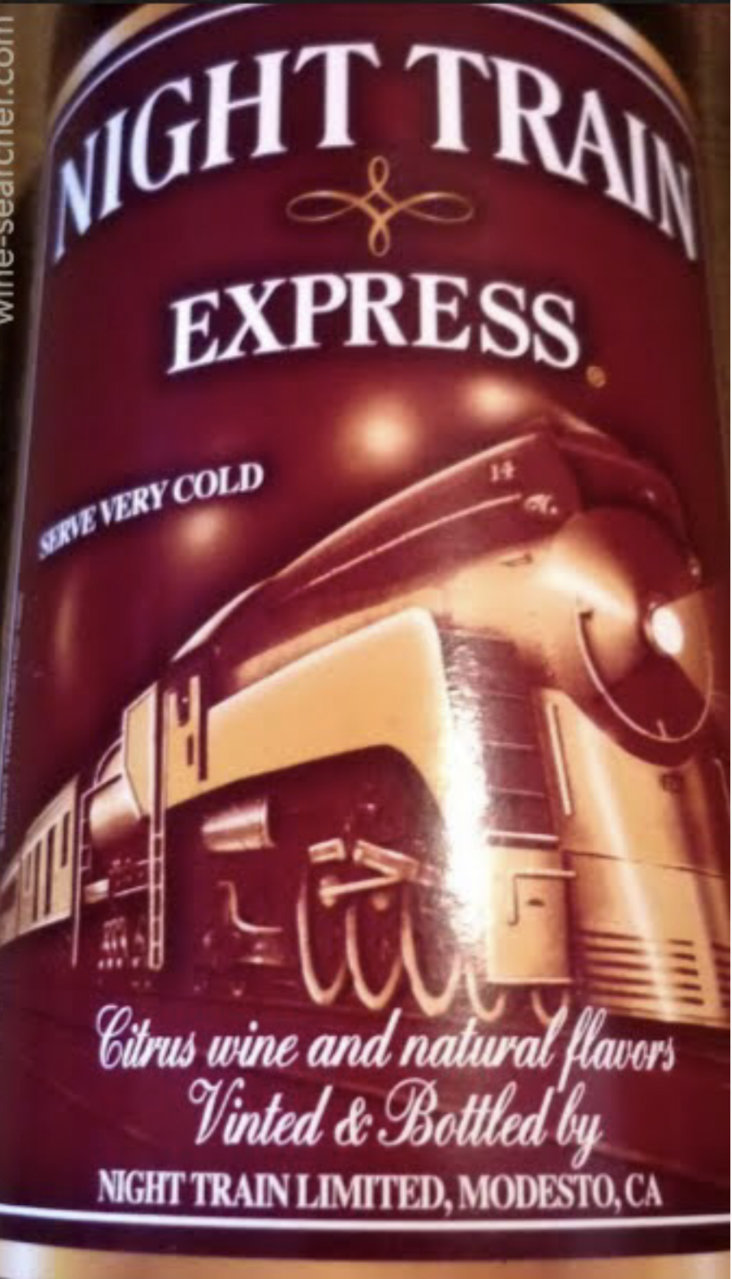 NIGHT TRAIN
EXPRESS
SERVE VERY COLD
14
Citrus wine and natural flavors
Vinted & Bottled by
NIGHT TRAIN LIMITED, MODESTO, CA
wine-searcher.com